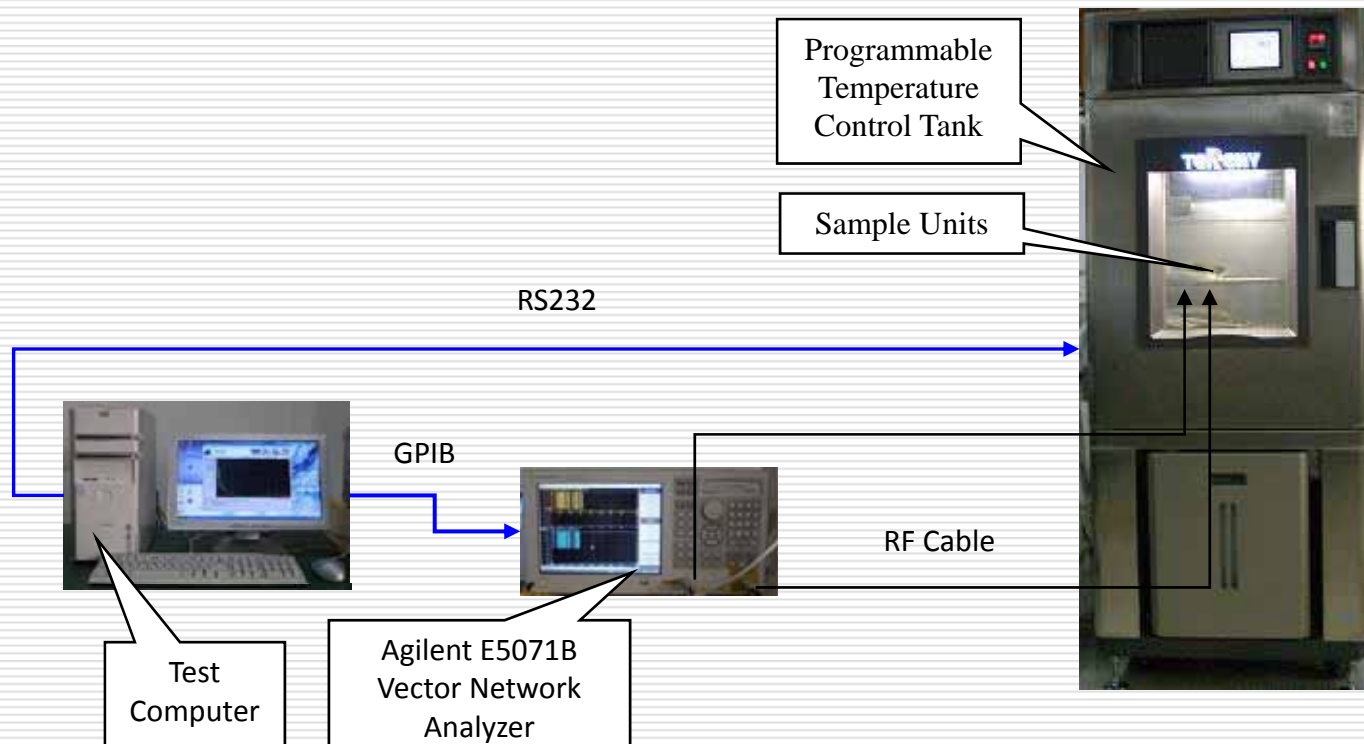 Programmable
Temperature
Control Tank
Sample Units
RS232
GPIB
RF Cable
Test
Computer
Agilent E5071B
Vector Network
Analyzer